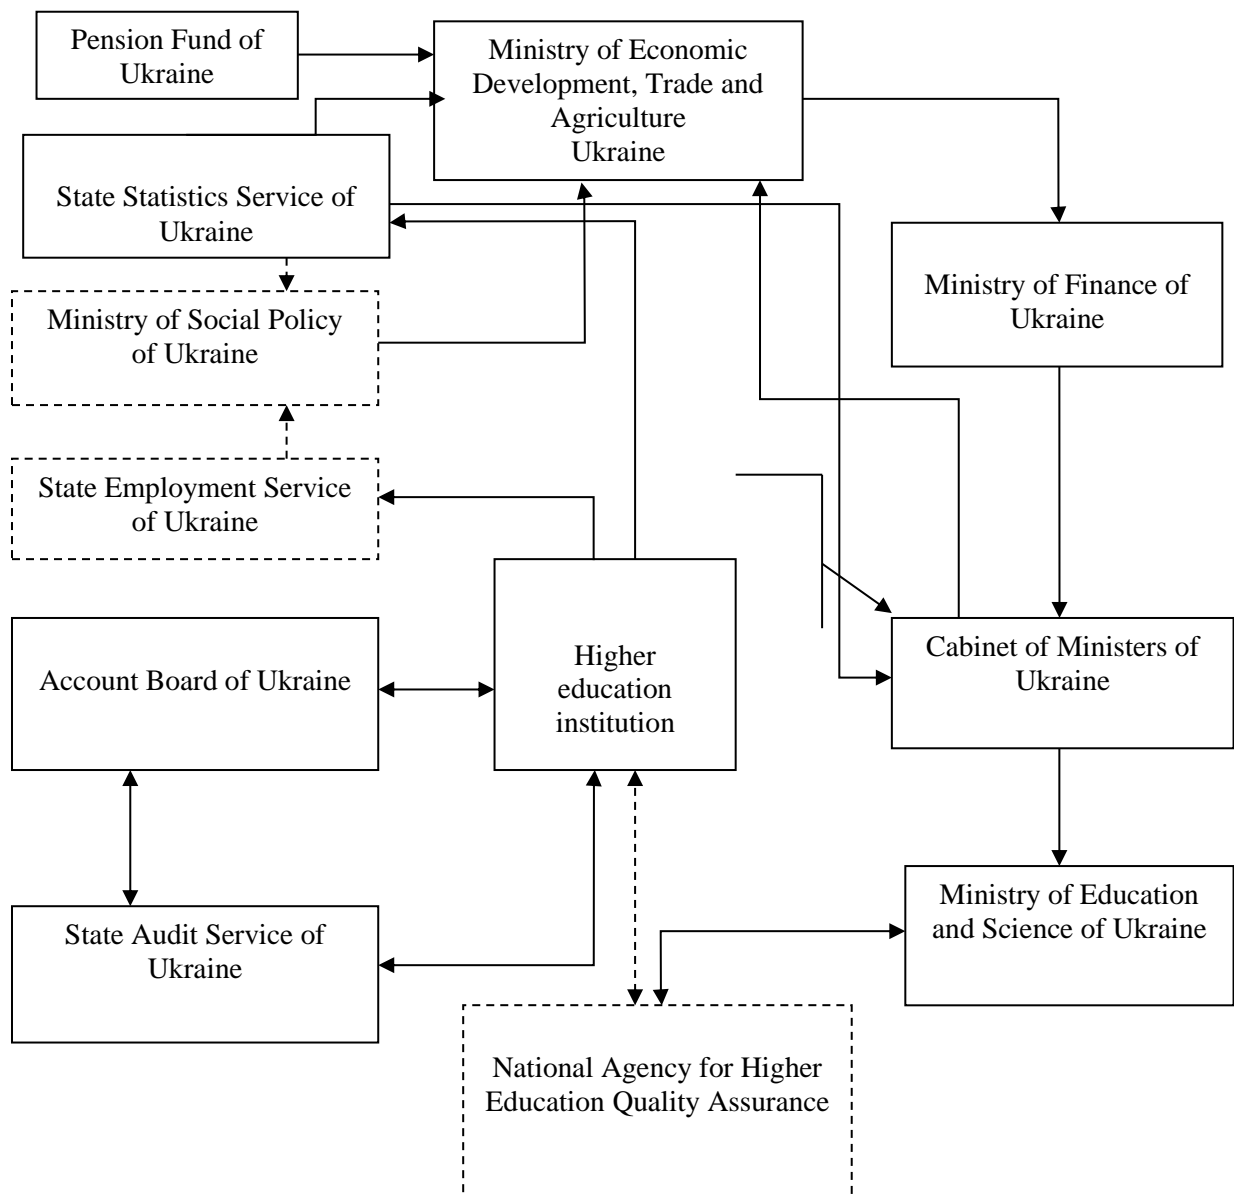 Pension Fund of
Ukraine
Ministry of Economic
Development, Trade and
Agriculture
Ukraine
State Statistics Service of
Ukraine
Ministry of Finance of
Ukraine
Ministry of Social Policy
of Ukraine
State Employment Service
of Ukraine
Account Board of Ukraine
Higher
education
institution
Cabinet of Ministers of
Ukraine
State Audit Service of
Ukraine
Ministry of Education
and Science of Ukraine
National Agency for Higher
Education Quality Assurance